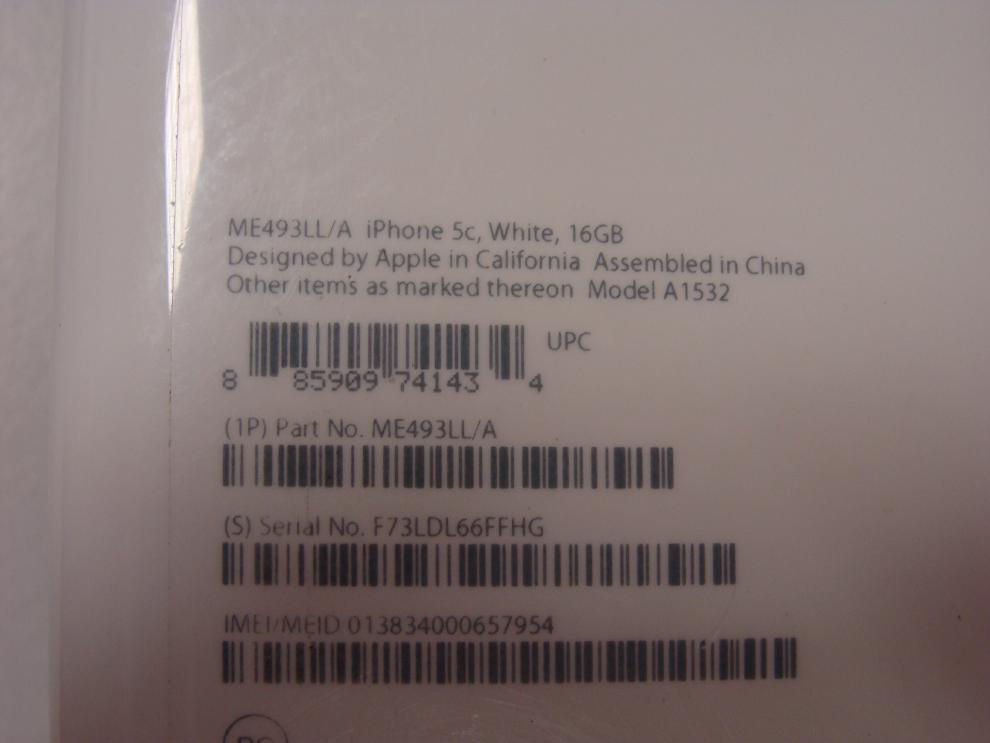 ME493LL/A iPhone 5c, White, 16GB
Designed by Apple in California Assembled in China
Other items as marked thereon Model A1532
UPC
8 85909 74143 4
(1P) Part No. ME493LL/A
(S) Serial No. F73LDL66FFHG
IMEI/MEID 013834000657954